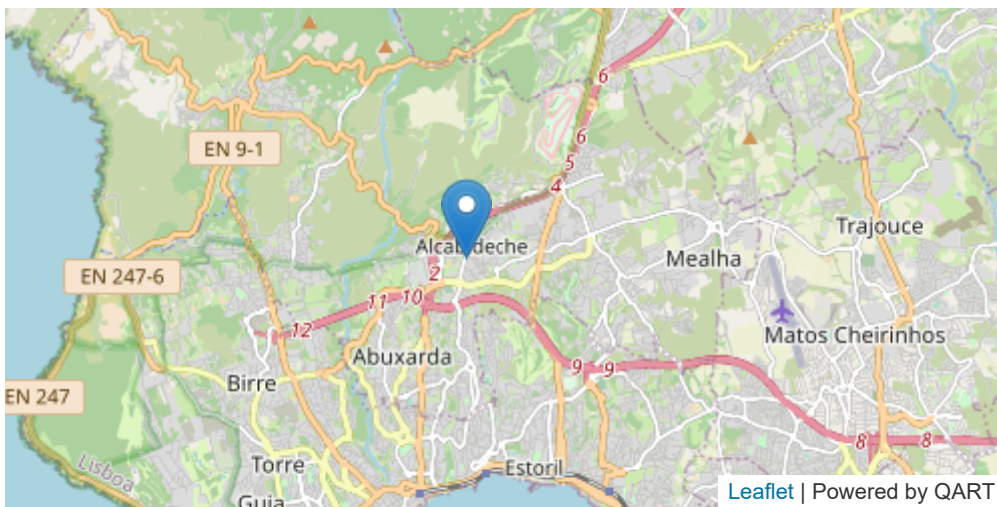 6
6
EN 9-1
5
4
Trajouce
Alcabideche
Mealha
2
EN 247-6
11
10
12
Matos Cheirinhos
Abuxarda
9
9
Birre
EN 247
8
8
Lisboa
Torre
Estoril
Guia
Leaflet | Powered by QART